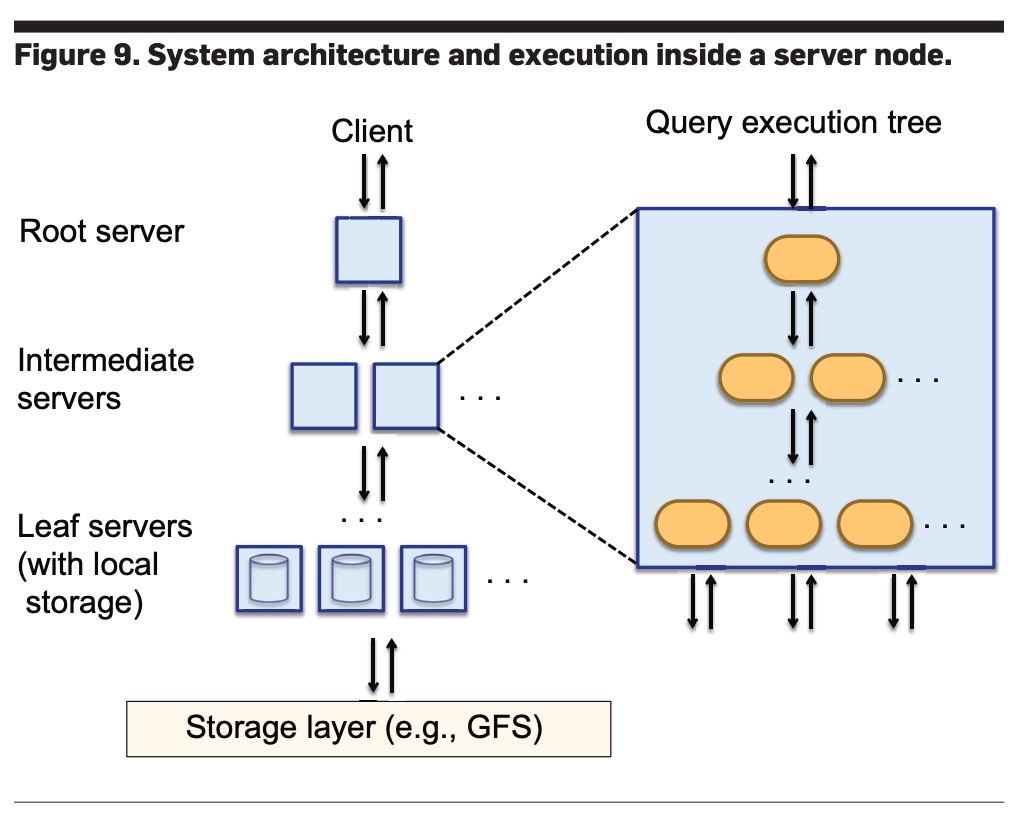 Figure 9. System architecture and execution inside a server node.
Client
Query execution tree
Root server
Intermediate
servers
. . .
. . .
. . .
. . .
Leaf servers
(with local
storage)
. . .
. . .
Storage layer (e.g., GFS)